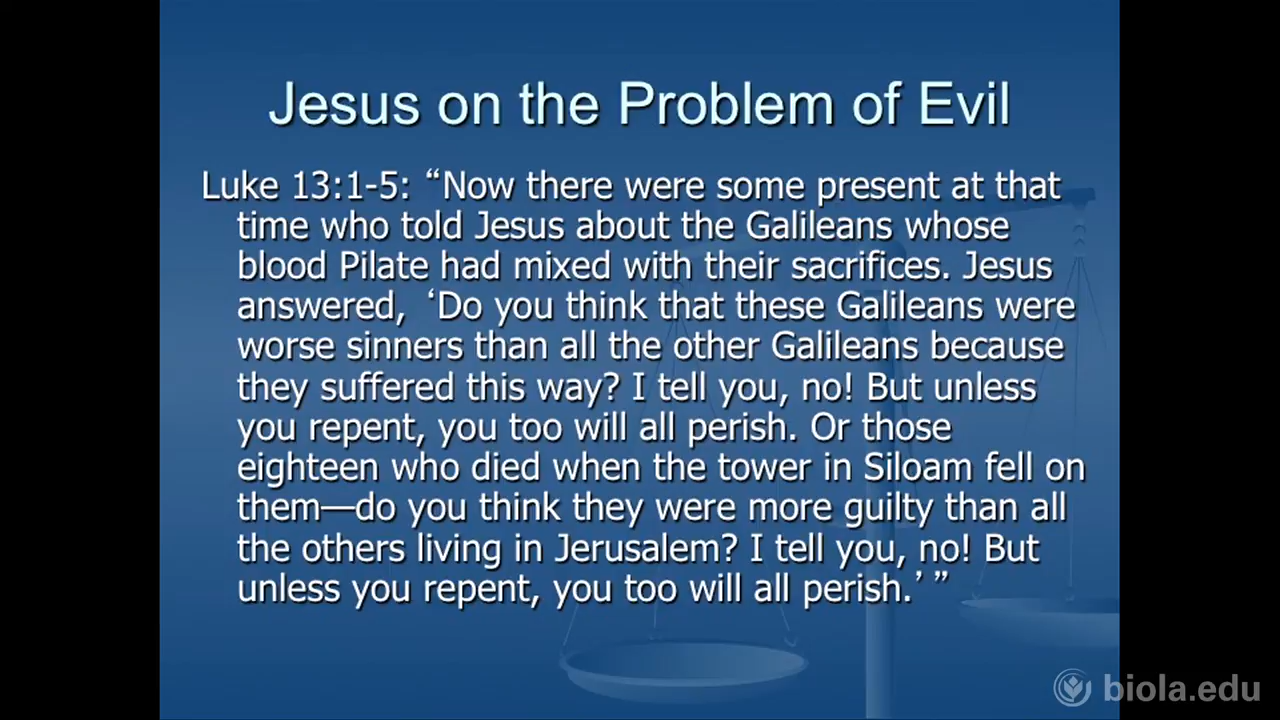 Jesus on the Problem of Evil
Luke 13:1-5: “Now there were some present at that
time who told Jesus about the Galileans whose
blood Pilate had mixed with their sacrifices. Jesus
answered, ‘Do you think that these Galileans were
worse sinners than all the other Galileans because
they suffered this way? I tell you, no! But unless
you repent, you too will all perish. Or those
eighteen who died when the tower in Siloam fell on
them—do you think they were more guilty than all
the others living in Jerusalem? I tell you, no! But
unless you repent, you too will all perish.’ ”
biola.edu